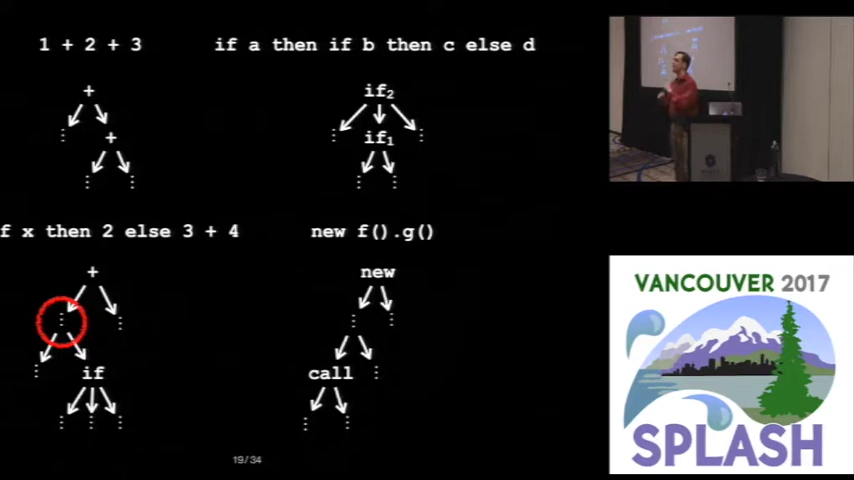 1 + 2 + 3
if a then if b then c else d
+
+
if₂
if₁
f x then 2 else 3 + 4
new f().g()
+
if
new
call
19/34
VANCOUVER 2017
SPLASH